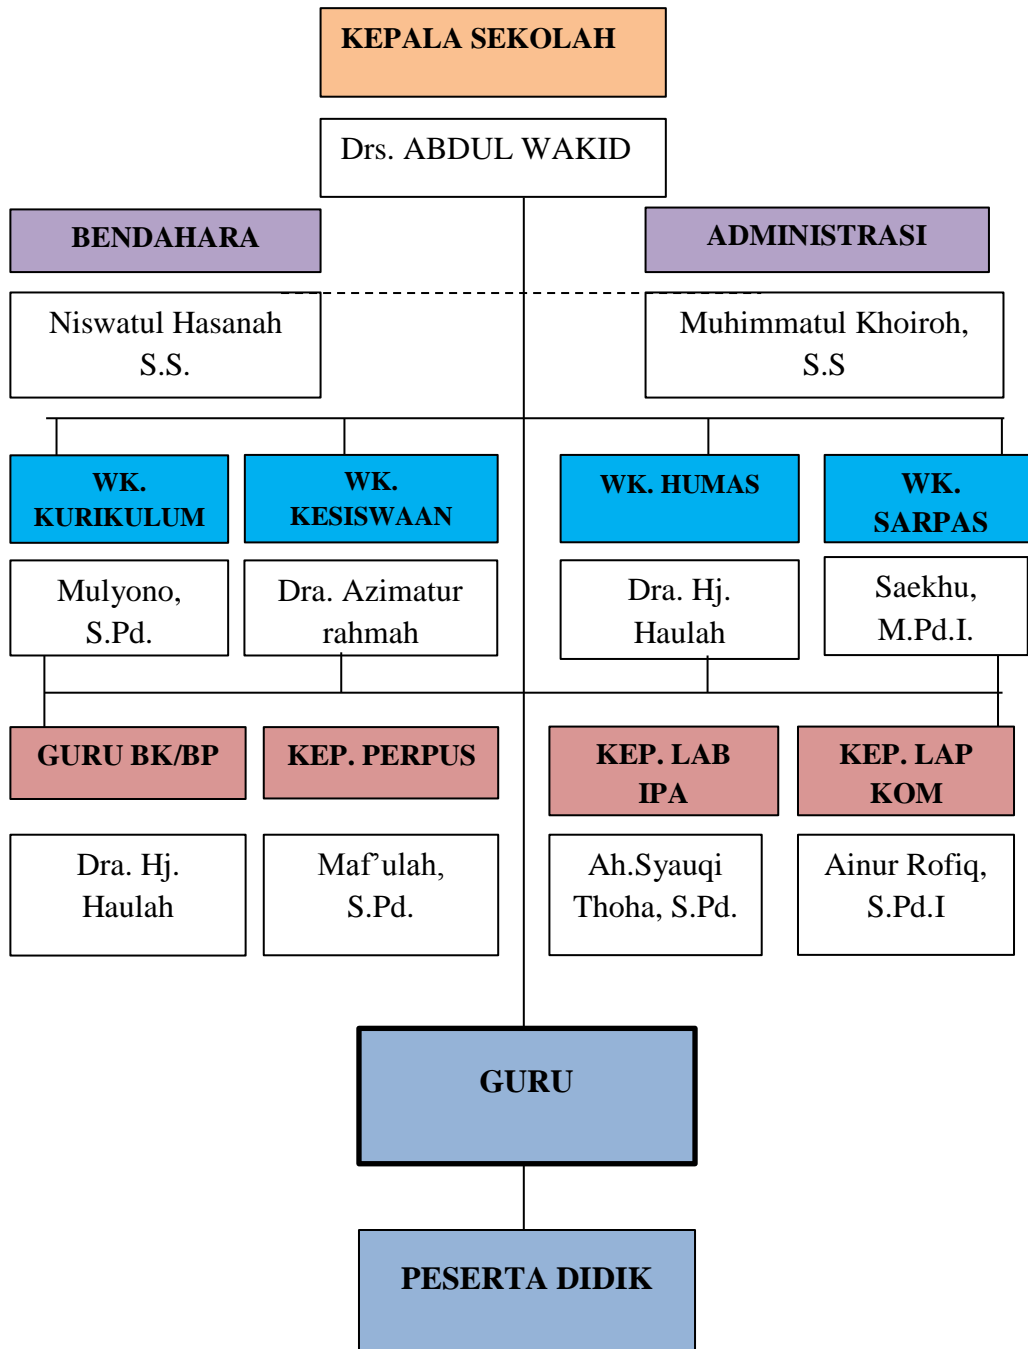 KEPALA SEKOLAH
Drs. ABDUL WAKID
BENDAHARA
ADMINISTRASI
Niswatul Hasanah
S.S.
Muhimmatul Khoiroh,
S.S
WK.
KURIKULUM
WK.
KESISWAAN
WK. HUMAS
WK.
SARPAS
Mulyono,
S.Pd.
Dra. Azimatur
rahmah
Dra. Hj.
Haulah
Saekhu,
M.Pd.I.
GURU BK/BP
KEP. PERPUS
KEP. LAB
IPA
KEP. LAP
KOM
Dra. Hj.
Haulah
Maf’ulah,
S.Pd.
Ah.Syauqi
Thoha, S.Pd.
Ainur Rofiq,
S.Pd.I
GURU
PESERTA DIDIK